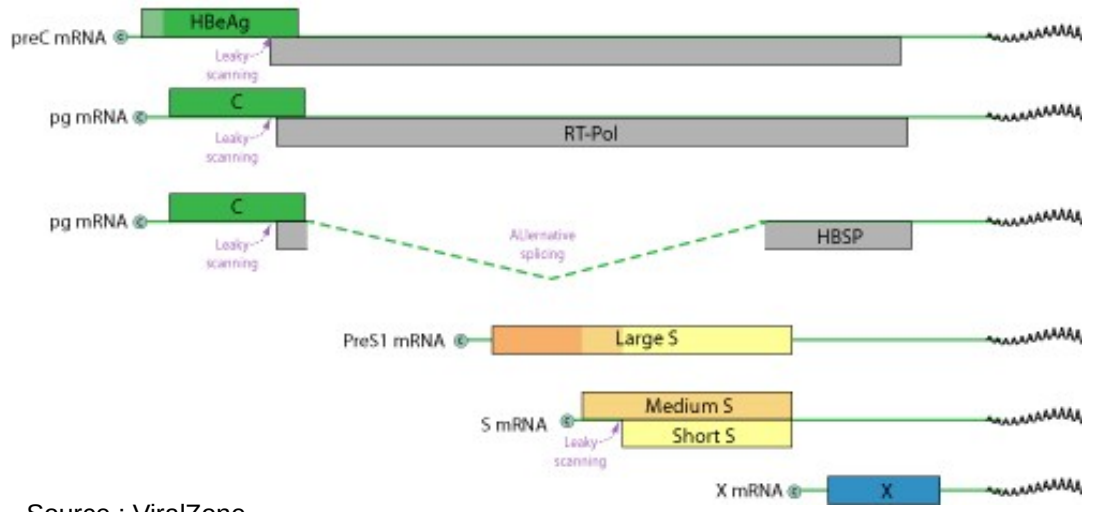 HBeAg
preC mRNA ©
Leaky
scanning
C
pg mRNA ©
Leaky
scanning
RT-Pol
C
pg mRNA ©
Leaky
scanning
AUernative
splicing
HBSP
PreS1 mRNA ©
Large S
Medium S
S mRNA ©
Leaky
scanning
Short S
X mRNA ©
X
Source : ViralZone